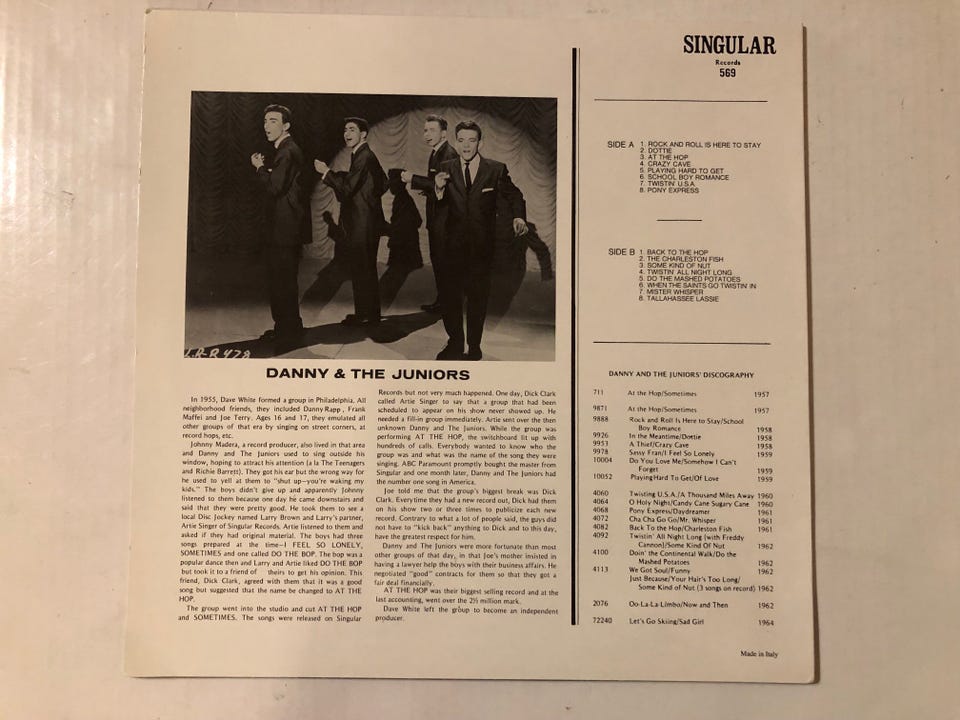 SINGULAR
Records
569
SIDE A 1. ROCK AND ROLL IS HERE TO STAY
2. DOTTIE
3. AT THE HOP
4. CRAZY CAVE
5. PLAYING HARD TO GET
6. SCHOOL BOY ROMANCE
7. TWISTIN' U.S.A.
8. PONY EXPRESS
SIDE B 1. BACK TO THE HOP
2. THE CHARLESTON FISH
3. SOME KIND OF NUT
4. TWISTIN' ALL NIGHT LONG
5. DO THE MASHED POTATOES
6. WHEN THE SAINTS GO TWISTIN' IN
7. MISTER WHISPER
8. TALLAHASSEE LASSIE
LR-R478
DANNY & THE JUNIORS
In 1955, Dave White formed a group in Philadelphia. All
neighborhood friends, they included Danny Rapp, Frank
Maffei and Joe Terry. Ages 16 and 17, they emulated all
other groups of that era by singing on street corners, at
record hops, etc.
Johnny Madera, a record producer, also lived in that area
and Danny and The Juniors used to sing outside his
window, hoping to attract his attention (a la The Teenagers
and Richie Barrett). They got his ear but the wrong way for
he used to yell at them to "shut up—you're waking my
kids." The boys didn't give up and apparently Johnny
listened to them because one day he came downstairs and
said that they were pretty good. He took them to see a
local Disc Jockey named Larry Brown and Larry's partner,
Artie Singer of Singular Records. Artie listened to them and
asked if they had original material. The boys had three
songs prepared at the time—I FEEL SO LONELY,
SOMETIMES and one called DO THE BOP. The bop was a
popular dance then and Larry and Artie liked DO THE BOP
but took it to a friend of theirs to get his opinion. This
friend, Dick Clark, agreed with them that it was a good
song but suggested that the name be changed to AT THE
HOP.
The group went into the studio and cut AT THE HOP
and SOMETIMES. The songs were released on Singular
Records but not very much happened. One day, Dick Clark
called Artie Singer to say that a group that had been
scheduled to appear on his show never showed up. He
needed a fill-in group immediately. Artie sent over the then
unknown Danny and The Juniors. While the group was
performing AT THE HOP, the switchboard lit up with
hundreds of calls. Everybody wanted to know who the
group was and what was the name of the song they were
singing. ABC Paramount promptly bought the master from
Singular and one month later, Danny and The Juniors had
the number one song in America.
Joe told me that the group's biggest break was Dick
Clark. Everytime they had a new record out, Dick had them
on his show two or three times to publicize each new
record. Contrary to what a lot of people said, the guys did
not have to "kick back" anything to Dick and to this day,
have the greatest respect for him.
Danny and The Juniors were more fortunate than most
other groups of that day, in that Joe's mother insisted in
having a lawyer help the boys with their business affairs. He
negotiated "good" contracts for them so that they got a
fair deal financially.
AT THE HOP was their biggest selling record and at the
last accounting, went over the 2½ million mark.
Dave White left the group to become an independent
producer.
DANNY AND THE JUNIORS' DISCOGRAPHY
711 At the Hop/Sometimes 1957
9871 At the Hop/Sometimes 1957
9888 Rock and Roll Is Here to Stay/School
Boy Romance 1958
9926 In the Meantime/Dottie 1958
9953 A Thief/Crazy Cave 1958
9978 Sassy Fran/I Feel So Lonely 1959
10004 Do You Love Me/Somehow I Can't
Forget 1959
10052 Playing Hard to Get/Of Love 1959
4060 Twisting U.S.A./A Thousand Miles Away 1960
4064 O Holy Night/Candy Cane Sugary Cane 1960
4068 Pony Express/Daydreamer 1961
4072 Cha Cha Go Go/Mr. Whisper 1961
4082 Back To the Hop/Charleston Fish 1961
4092 Twistin' All Night Long (with Freddy
Cannon)/Some Kind Of Nut 1962
4100 Doin' the Continental Walk/Do the
Mashed Potatoes 1962
4113 We Got Soul/Funny 1962
Just Because/Your Hair's Too Long/
Some Kind of Nut (3 songs on record) 1962
2076 Oo-La-La-Limbo/Now and Then 1962
72240 Let's Go Skiing/Sad Girl 1964
Made in Italy